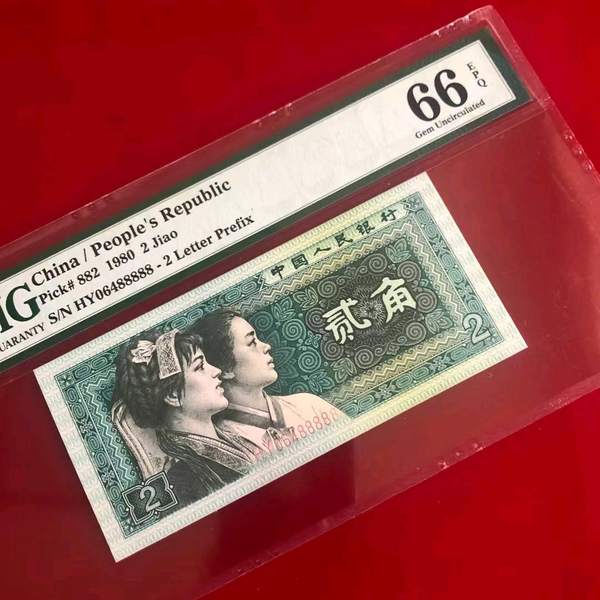 66 EPQ
Gem Uncirculated
China / People's Republic
Pick# 882 1980 2 Jiao
S/N HY06488888 - 2 Letter Prefix
中国人民银行
贰角
2
HY06488888
2